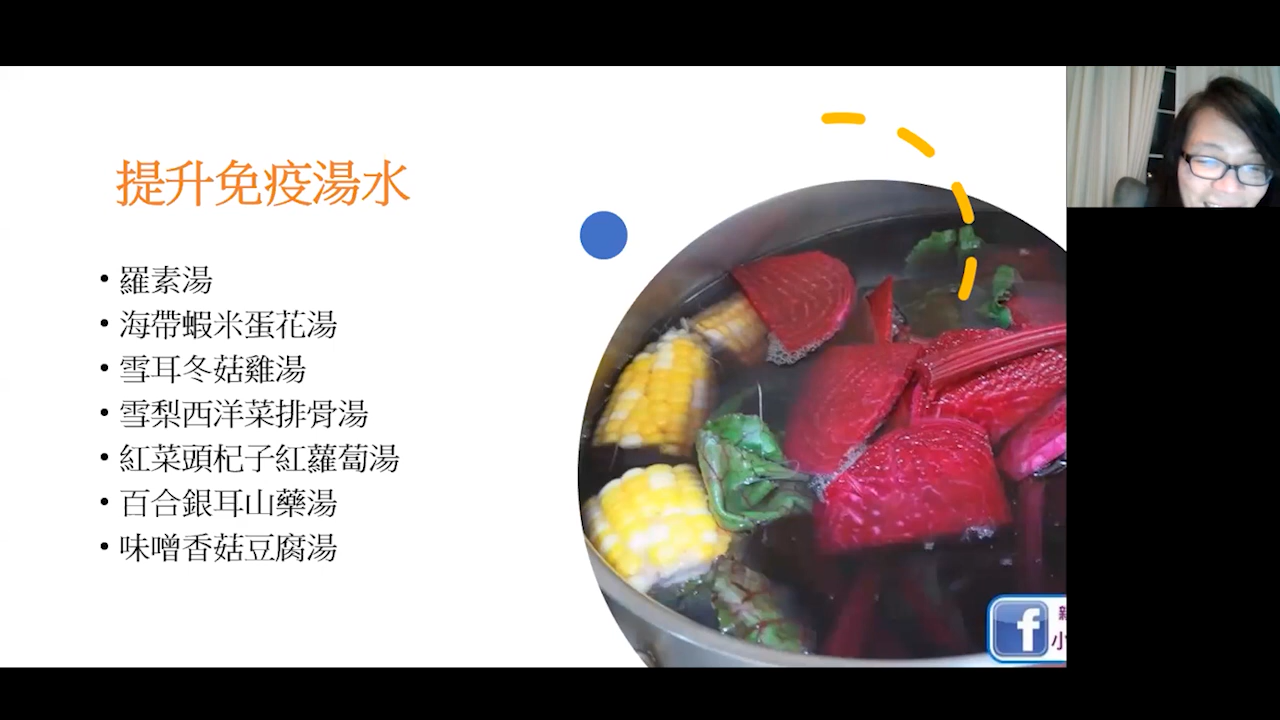 提升免疫湯水
• 羅素湯
• 海帶蝦米蛋花湯
• 雪耳冬菇雞湯
• 雪梨西洋菜排骨湯
• 紅菜頭杞子紅蘿蔔湯
• 百合銀耳山藥湯
• 味噌香菇豆腐湯
f
小